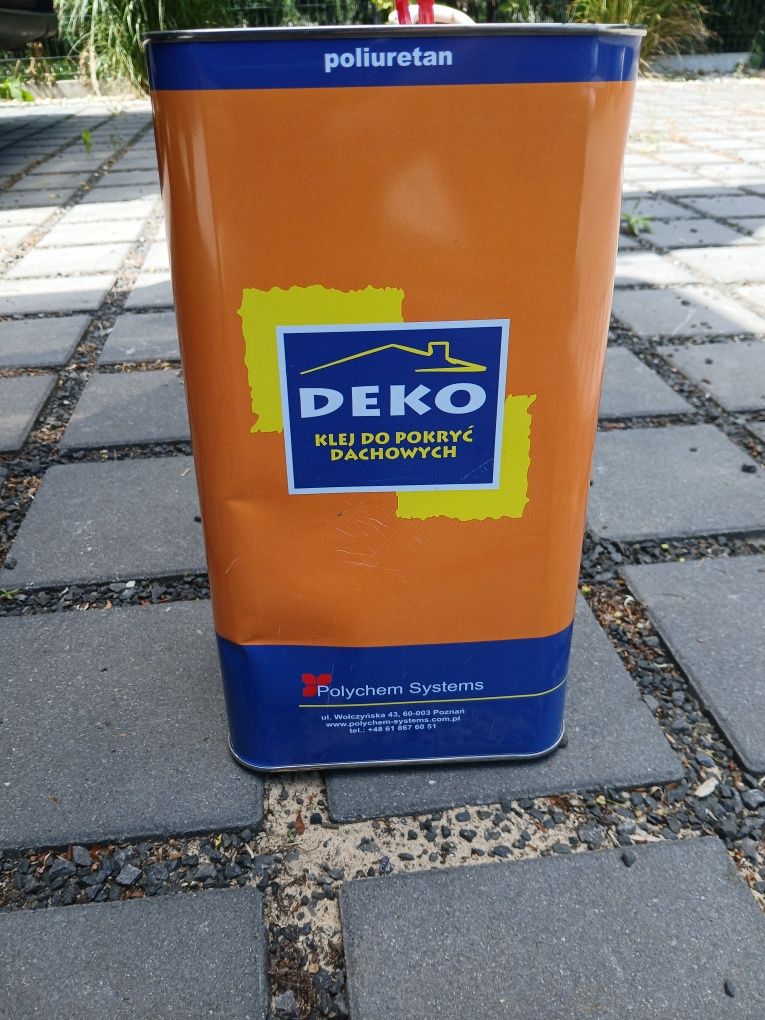 poliuretan
DEKO
KLEJ DO POKRYĆ
DACHOWYCH
Polychem Systems
ul. Wołczyńska 43, 60-003 Poznań
www.polychem-systems.com.pl
tel.: +48 61 867 60 51